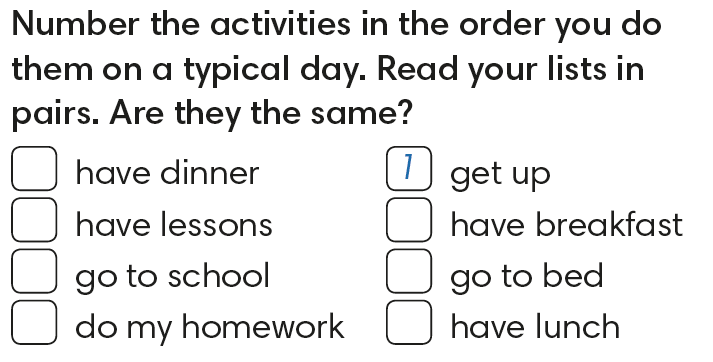 Number the activities in the order you do
them on a typical day. Read your lists in
pairs. Are they the same?
have dinner
have lessons
go to school
do my homework
1 get up
have breakfast
go to bed
have lunch